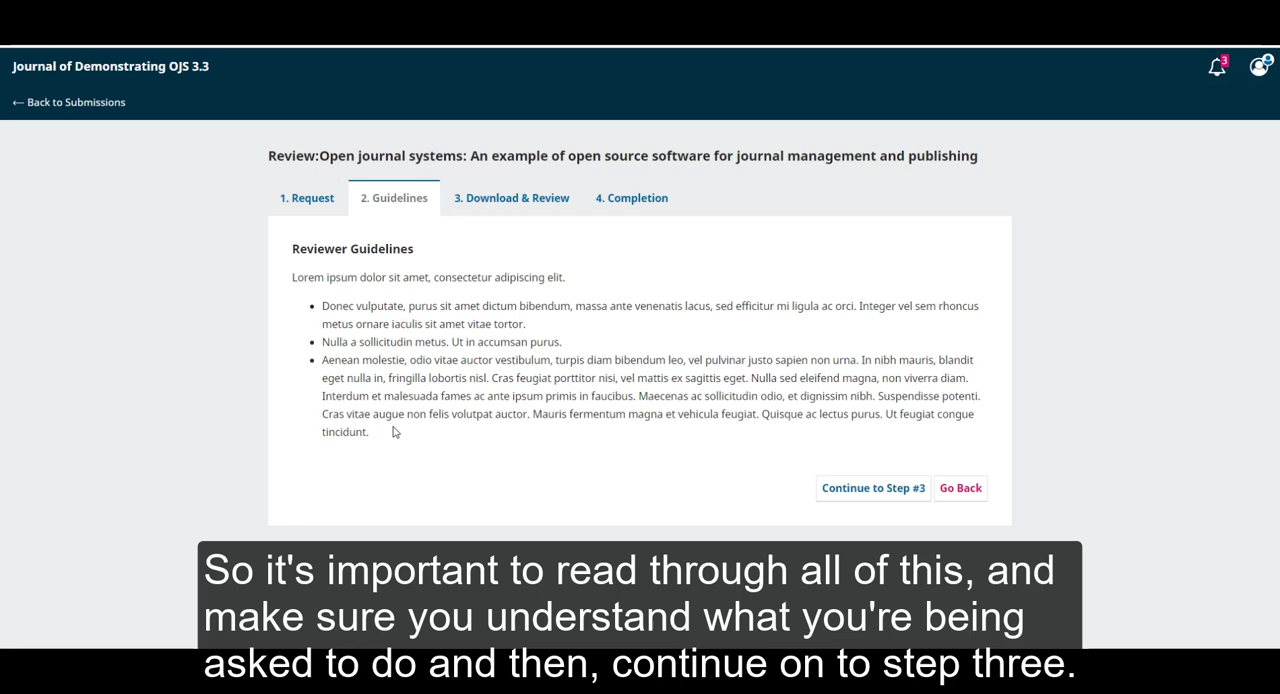 Journal of Demonstrating OJS 3.3
3
← Back to Submissions
Review:Open journal systems: An example of open source software for journal management and publishing
1. Request 2. Guidelines 3. Download & Review 4. Completion
Reviewer Guidelines
Lorem ipsum dolor sit amet, consectetur adipiscing elit.
• Donec vulputate, purus sit amet dictum bibendum, massa ante venenatis lacus, sed efficitur mi ligula ac orci. Integer vel sem rhoncus
metus ornare iaculis sit amet vitae tortor.
• Nulla a sollicitudin metus. Ut in accumsan purus.
• Aenean molestie, odio vitae auctor vestibulum, turpis diam bibendum leo, vel pulvinar justo sapien non urna. In nibh mauris, blandit
eget nulla in, fringilla lobortis nisl. Cras feugiat porttitor nisi, vel mattis ex sagittis eget. Nulla sed eleifend magna, non viverra diam.
Interdum et malesuada fames ac ante ipsum primis in faucibus. Maecenas ac sollicitudin odio, et dignissim nibh. Suspendisse potenti.
Cras vitae augue non felis volutpat auctor. Mauris fermentum magna et vehicula feugiat. Quisque ac lectus purus. Ut feugiat congue
tincidunt.
Continue to Step #3 Go Back
So it's important to read through all of this, and
make sure you understand what you're being
asked to do and then, continue on to step three.